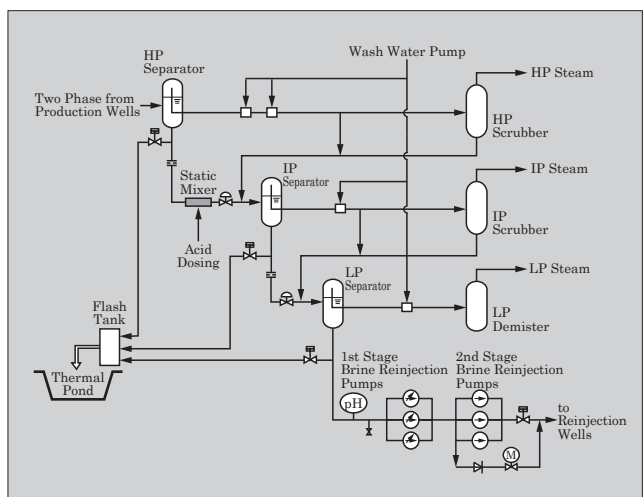 Wash Water Pump
HP
Separator
HP Steam
Two Phase from
Production Wells
HP
Scrubber
Static
Mixer
IP
Separator
IP Steam
IP
Scrubber
Acid
Dosing
LP
Separator
LP Steam
LP
Demister
Flash
Tank
Thermal
Pond
1st Stage
Brine Reinjection
Pumps
2nd Stage
Brine Reinjection
Pumps
pH
to
Reinjection
Wells
M